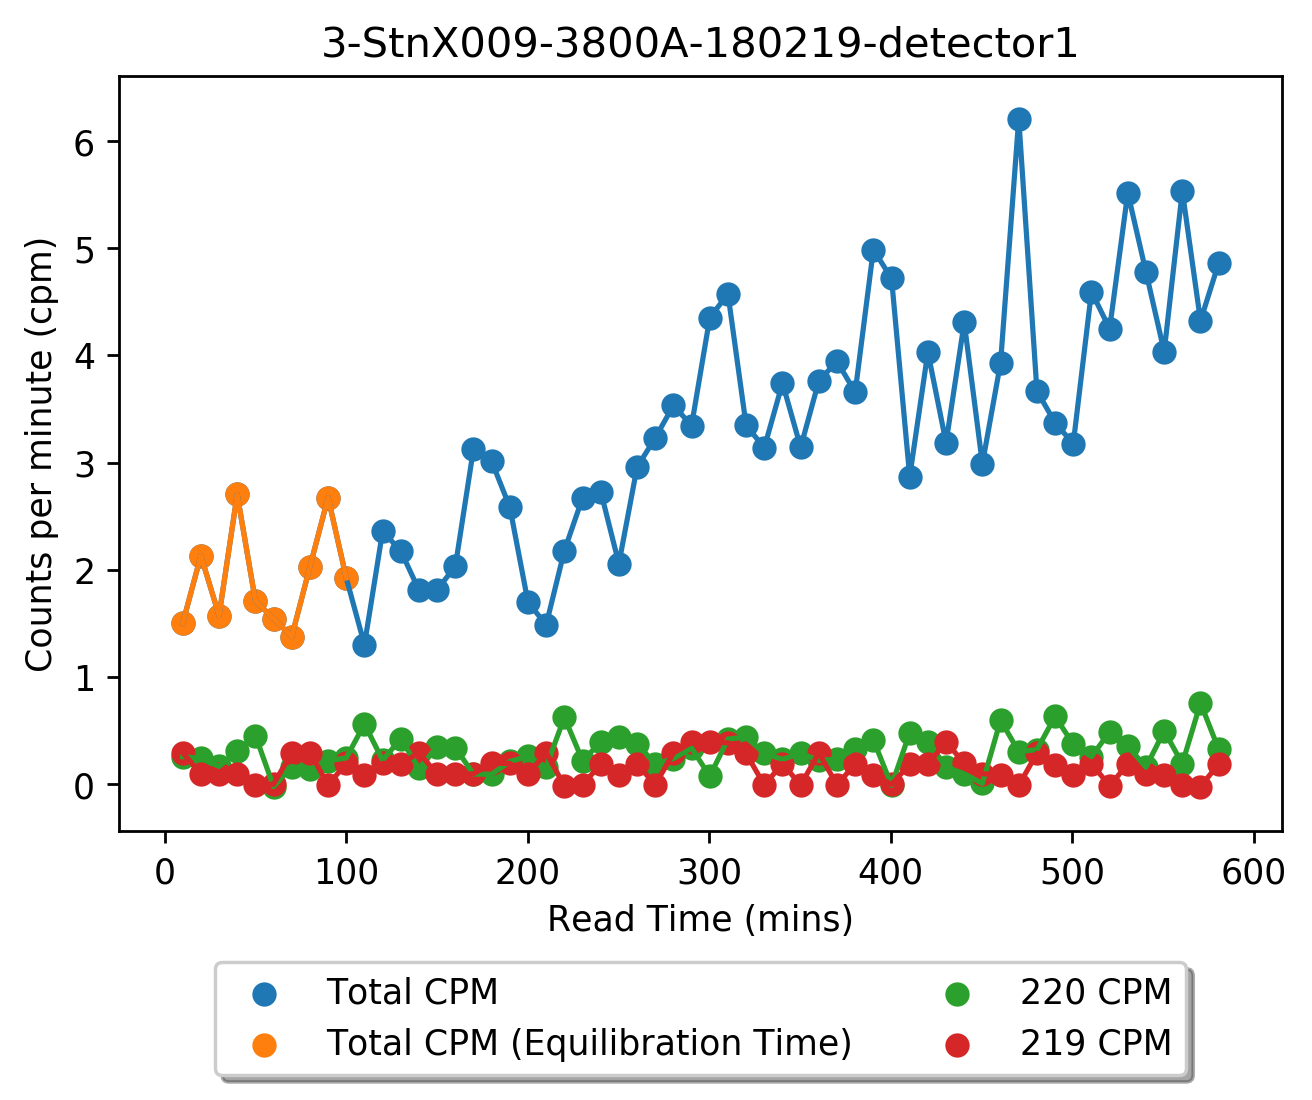 3-StnX009-3800A-180219-detector1
Counts per minute (cpm)
6
5
4
3
2
1
0
0 100 200 300 400 500 600
Read Time (mins)
Total CPM
Total CPM (Equilibration Time)
220 CPM
219 CPM